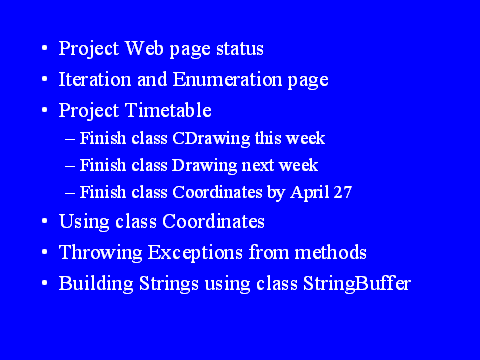 • Project Web page status
• Iteration and Enumeration page
• Project Timetable
– Finish class CDrawing this week
– Finish class Drawing next week
– Finish class Coordinates by April 27
• Using class Coordinates
• Throwing Exceptions from methods
• Building Strings using class StringBuffer